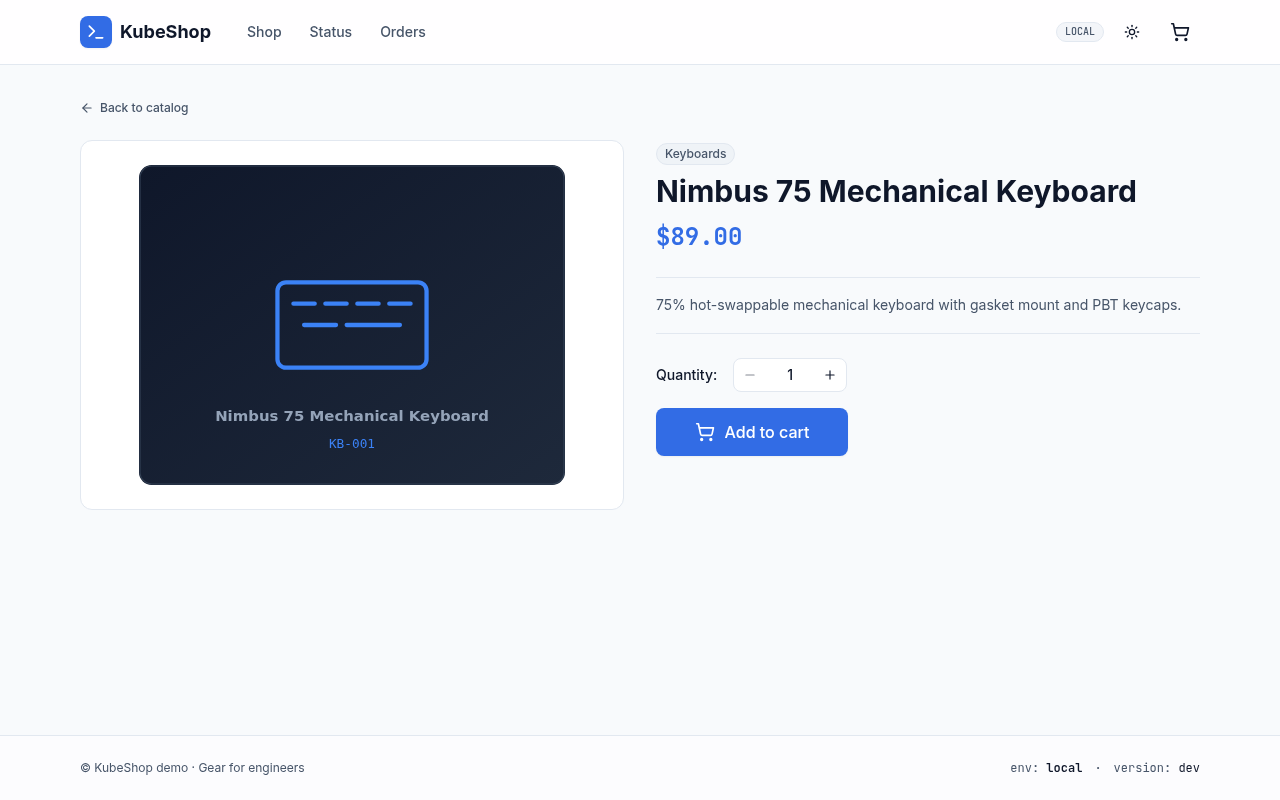 KubeShop
Shop
Status
Orders
LOCAL
Back to catalog
Nimbus 75 Mechanical Keyboard
KB-001
Keyboards
Nimbus 75 Mechanical Keyboard
$89.00
75% hot-swappable mechanical keyboard with gasket mount and PBT keycaps.
Quantity:
1
Add to cart
© KubeShop demo · Gear for engineers
env: local · version: dev